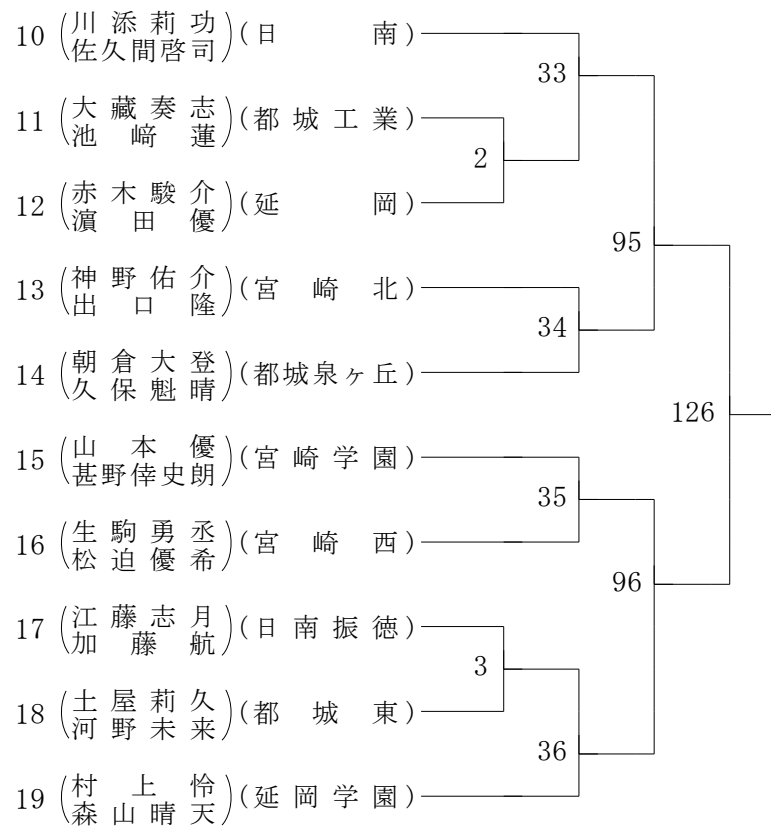 10 (川添莉功 佐久間啓司) (日南)
33
11 (大藏奏志 池﨑蓮) (都城工業)
2
12 (赤木駿介 濵田優) (延岡)
95
13 (神野佑介 出口隆) (宮崎北)
34
14 (朝倉大登 久保魁晴) (都城泉ヶ丘)
126
15 (山本優 甚野倖史朗) (宮崎学園)
35
16 (生駒勇丞 松迫優希) (宮崎西)
96
17 (江藤志月 加藤航) (日南振徳)
3
18 (土屋莉久 河野未来) (都城東)
36
19 (村上怜 森山晴天) (延岡学園)